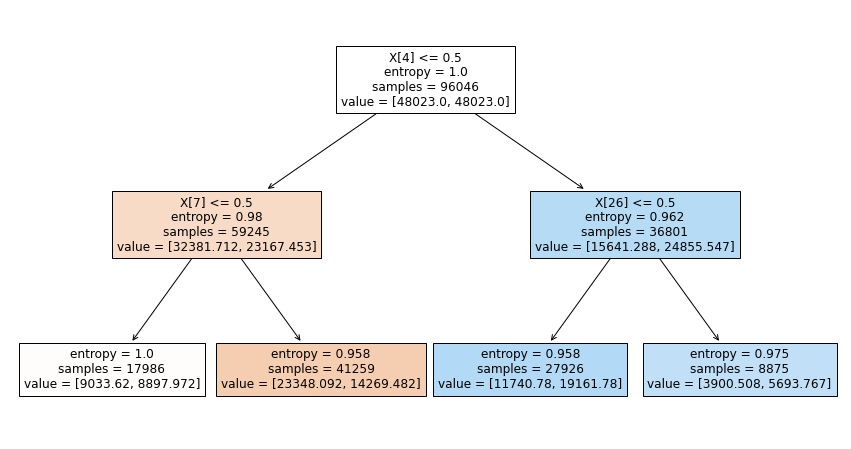 X[4] <= 0.5
entropy = 1.0
samples = 96046
value = [48023.0, 48023.0]
X[7] <= 0.5
entropy = 0.98
samples = 59245
value = [32381.712, 23167.453]
X[26] <= 0.5
entropy = 0.962
samples = 36801
value = [15641.288, 24855.547]
entropy = 1.0
samples = 17986
value = [9033.62, 8897.972]
entropy = 0.958
samples = 41259
value = [23348.092, 14269.482]
entropy = 0.958
samples = 27926
value = [11740.78, 19161.78]
entropy = 0.975
samples = 8875
value = [3900.508, 5693.767]